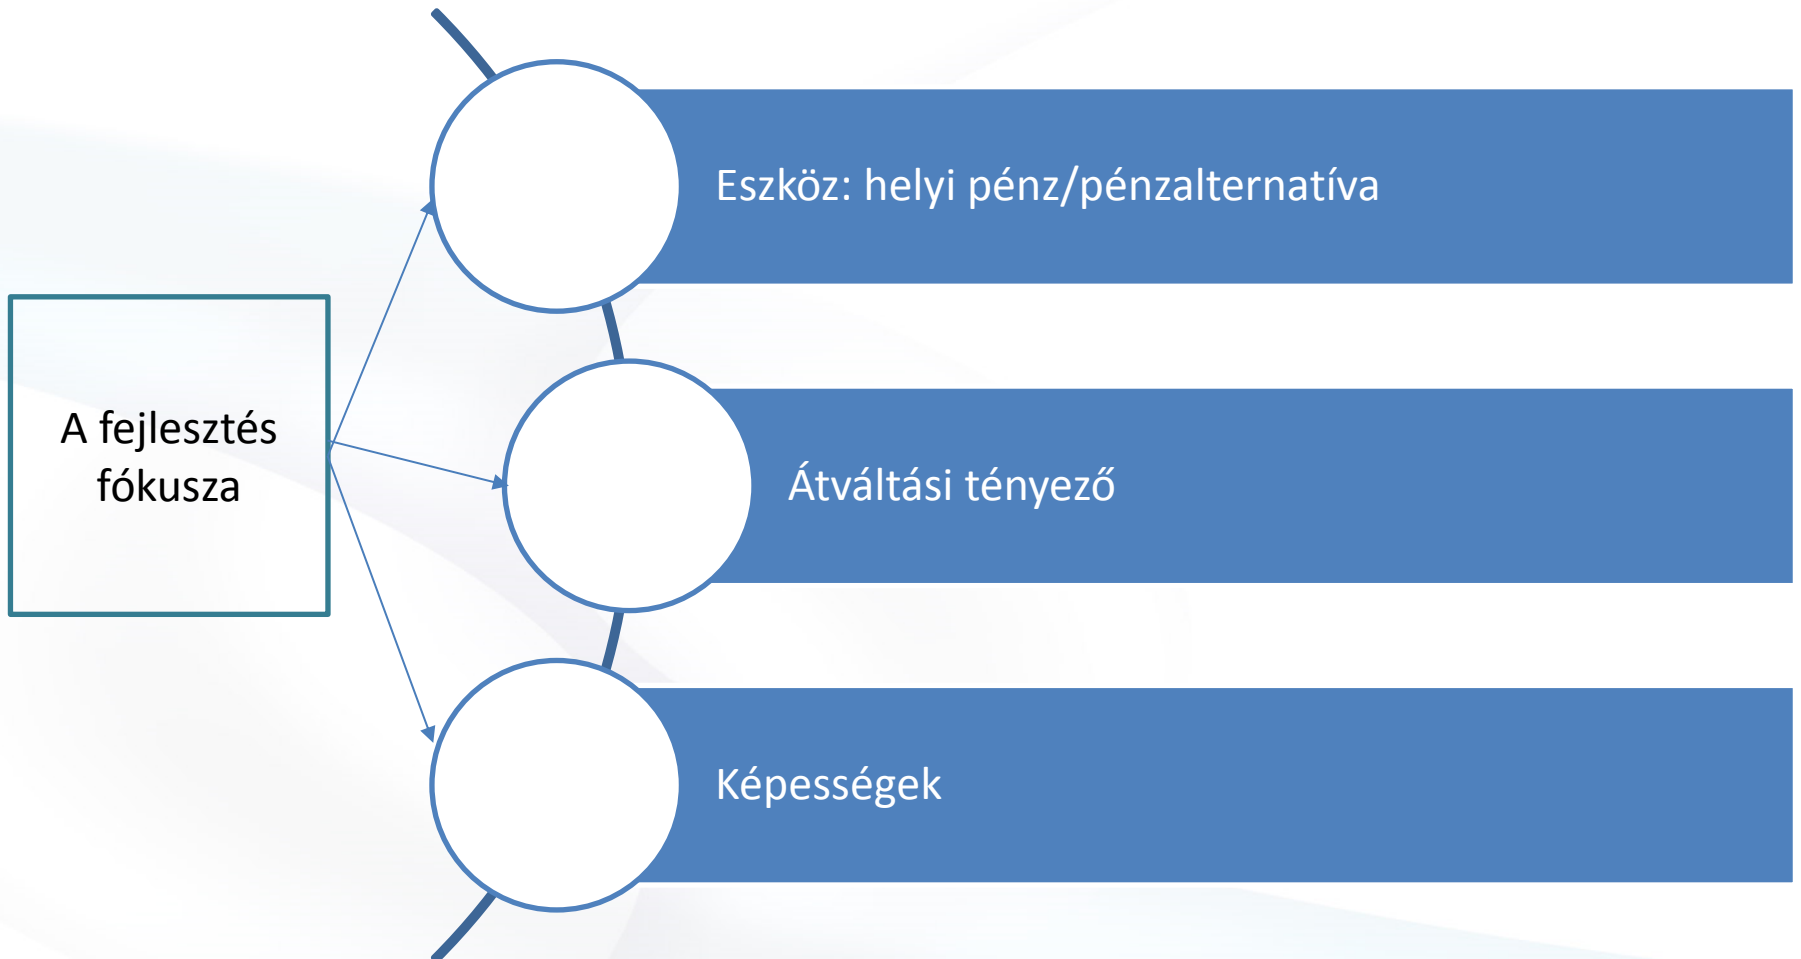 Eszköz: helyi pénz/pénzalternatíva
A fejlesztés
fókusza
Átváltási tényező
Képességek